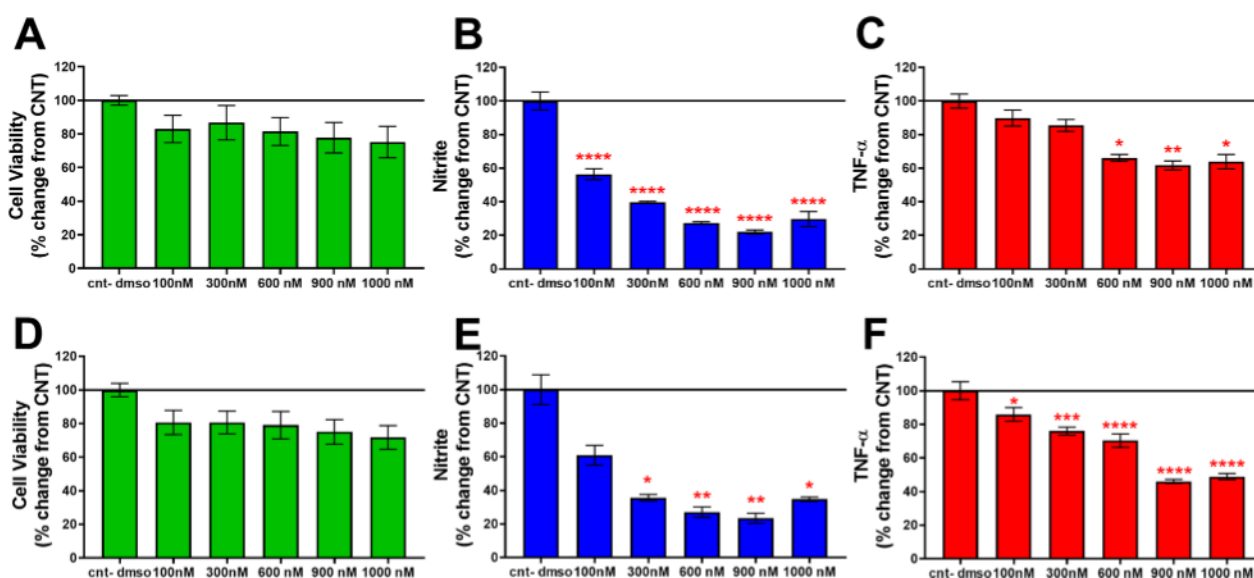 A
Cell Viability
(% change from CNT)
120
100
80
60
40
20
0
cnt- dmso 100nM 300nM 600 nM 900 nM 1000 nM
B
Nitrite
(% change from CNT)
120
100
80
60
40
20
0
****
****
****
****
****
cnt- dmso 100nM 300nM 600 nM 900 nM 1000 nM
C
TNF-α
(% change from CNT)
120
100
80
60
40
20
0
*
**
*
cnt- dmso 100nM 300nM 600 nM 900 nM 1000 nM
D
Cell Viability
(% change from CNT)
120
100
80
60
40
20
0
cnt- dmso 100nM 300nM 600 nM 900 nM 1000 nM
E
Nitrite
(% change from CNT)
120
100
80
60
40
20
0
*
**
**
*
cnt- dmso 100nM 300nM 600 nM 900 nM 1000 nM
F
TNF-α
(% change from CNT)
120
100
80
60
40
20
0
*
***
****
****
****
cnt- dmso 100nM 300nM 600 nM 900 nM 1000 nM